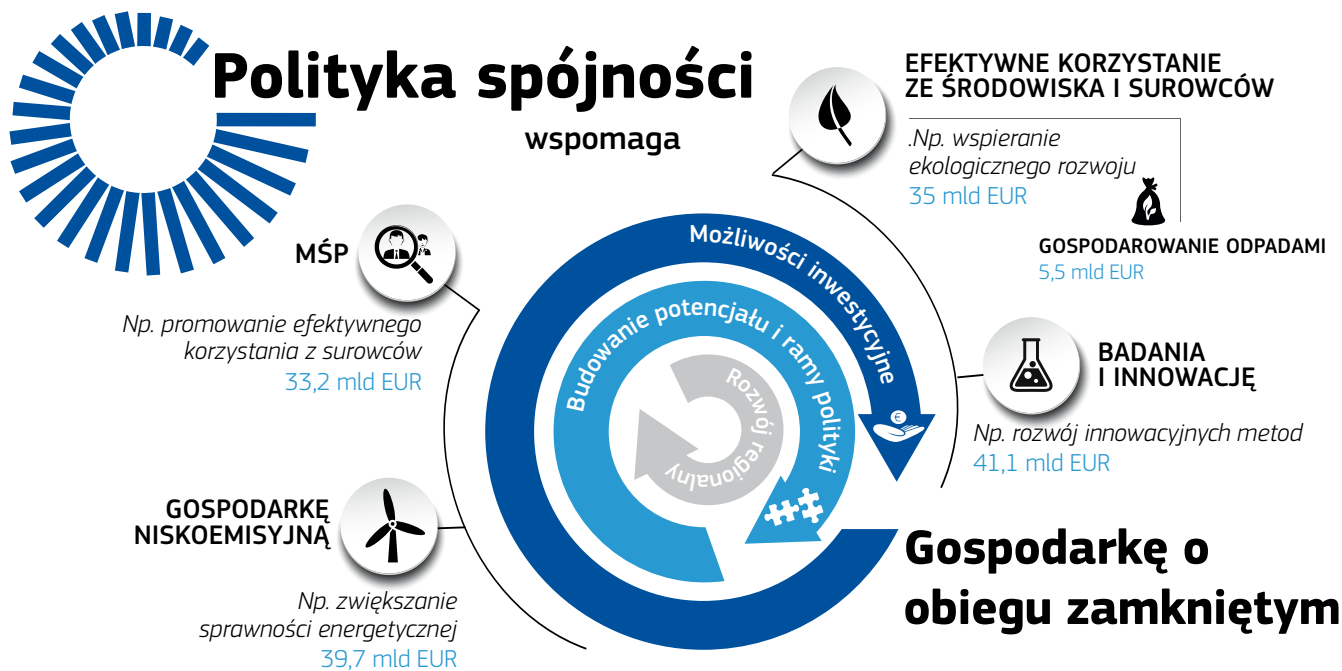 Polityka spójności
wspomaga
EFEKTYWNE KORZYSTANIE
ZE ŚRODOWISKA I SUROWCÓW
.Np. wspieranie
ekologicznego rozwoju
35 mld EUR
GOSPODAROWANIE ODPADAMI
5,5 mld EUR
MŚP
Np. promowanie efektywnego
korzystania z surowców
33,2 mld EUR
Możliwości inwestycyjne
€
Budowanie potencjału i ramy polityki
Rozwój regionalny
BADANIA
I INNOWACJĘ
Np. rozwój innowacyjnych metod
41,1 mld EUR
GOSPODARKĘ
NISKOEMISYJNĄ
Np. zwiększanie
sprawności energetycznej
39,7 mld EUR
Gospodarkę o
obiegu zamkniętym